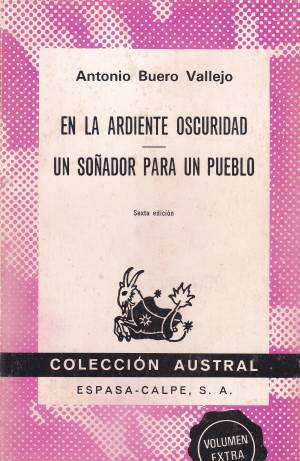 Antonio Buero Vallejo
EN LA ARDIENTE OSCURIDAD
UN SOÑADOR PARA UN PUEBLO
Sexta edición
COLECCIÓN AUSTRAL
ESPASA-CALPE, S. A.
VOLUMEN
EXTRA